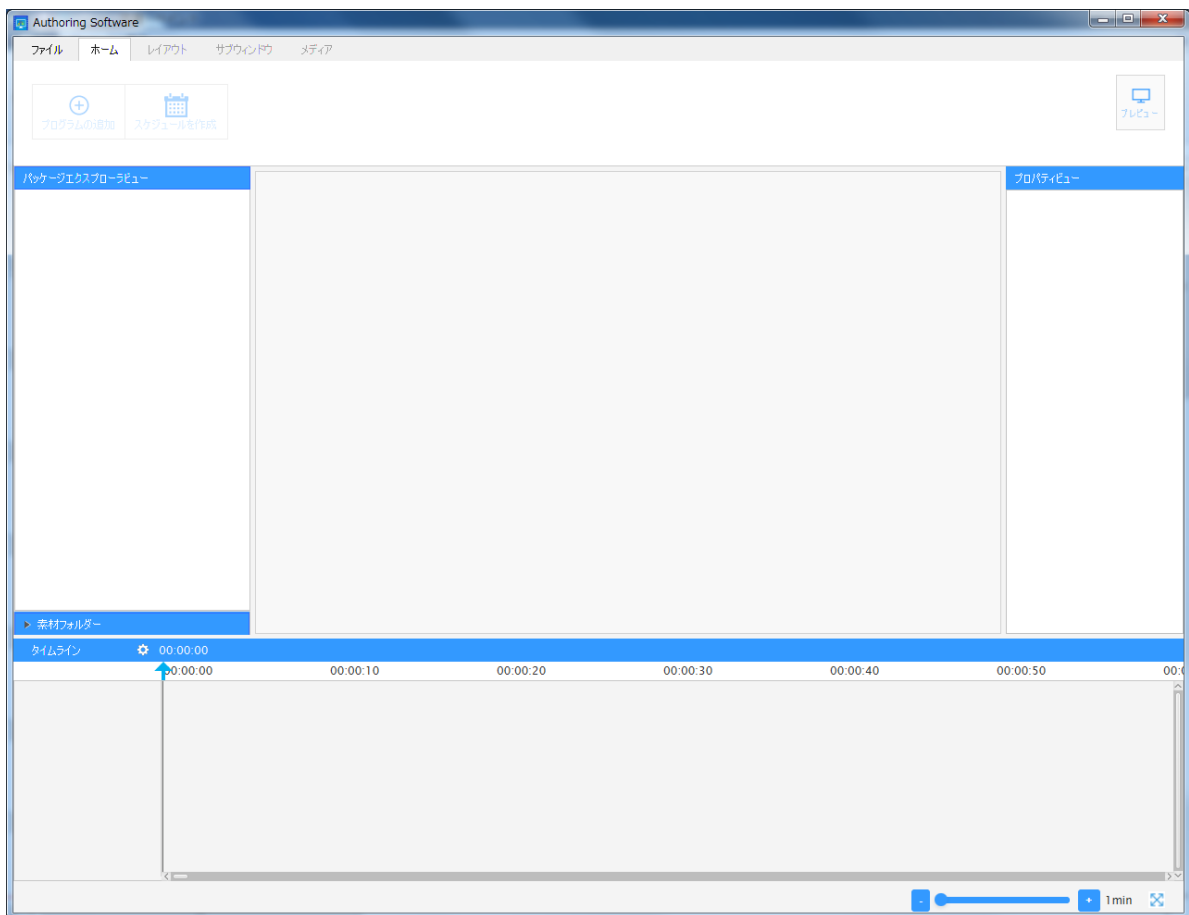 Authoring Software
ファイル ホーム レイアウト サブウィンドウ メディア
プログラムの追加 スケジュールを作成
プレビュー
パッケージエクスプローラビュー
プロパティビュー
素材フォルダー
タイムライン 00:00:00
00:00:00 00:00:10 00:00:20 00:00:30 00:00:40 00:00:50 00:
- + 1min